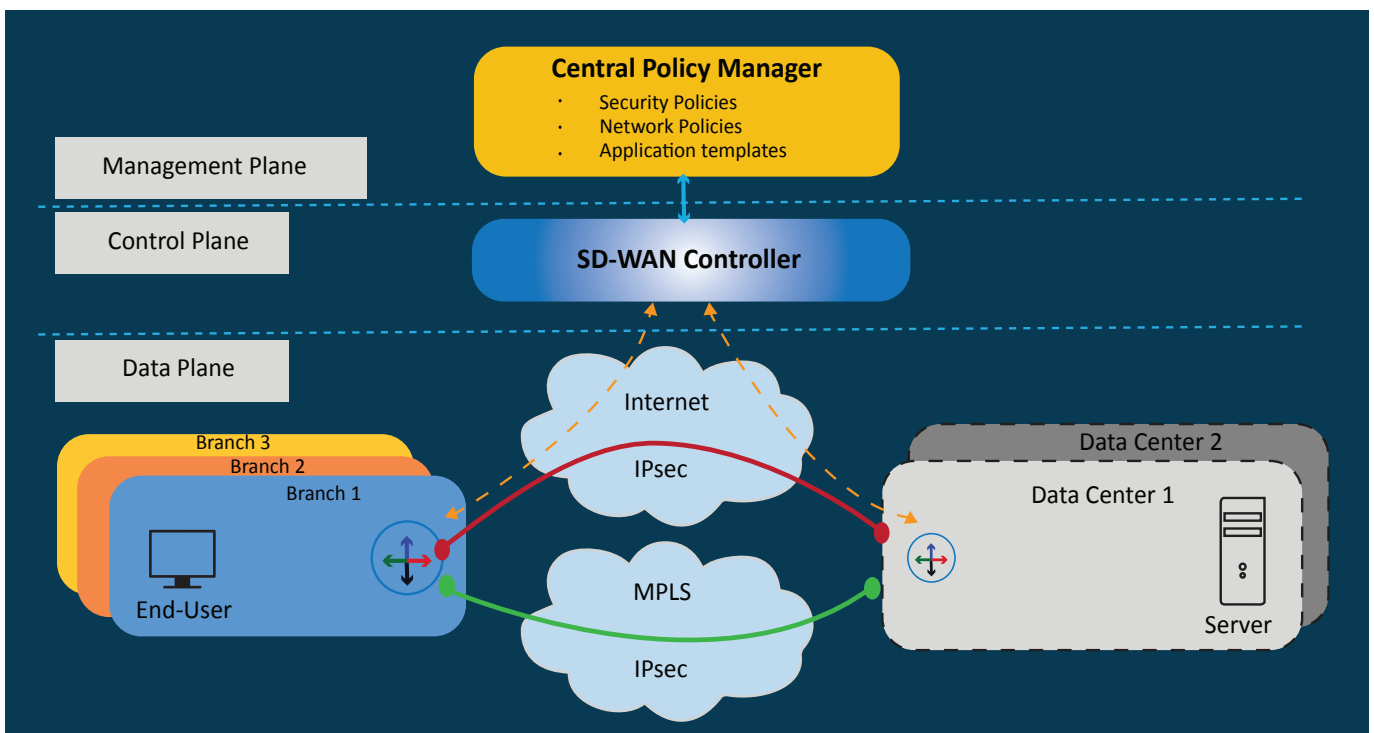 Central Policy Manager
· Security Policies
· Network Policies
· Application templates
Management Plane
Control Plane
SD-WAN Controller
Data Plane
Internet
IPsec
Branch 3
Branch 2
Branch 1
End-User
Data Center 2
Data Center 1
Server
MPLS
IPsec